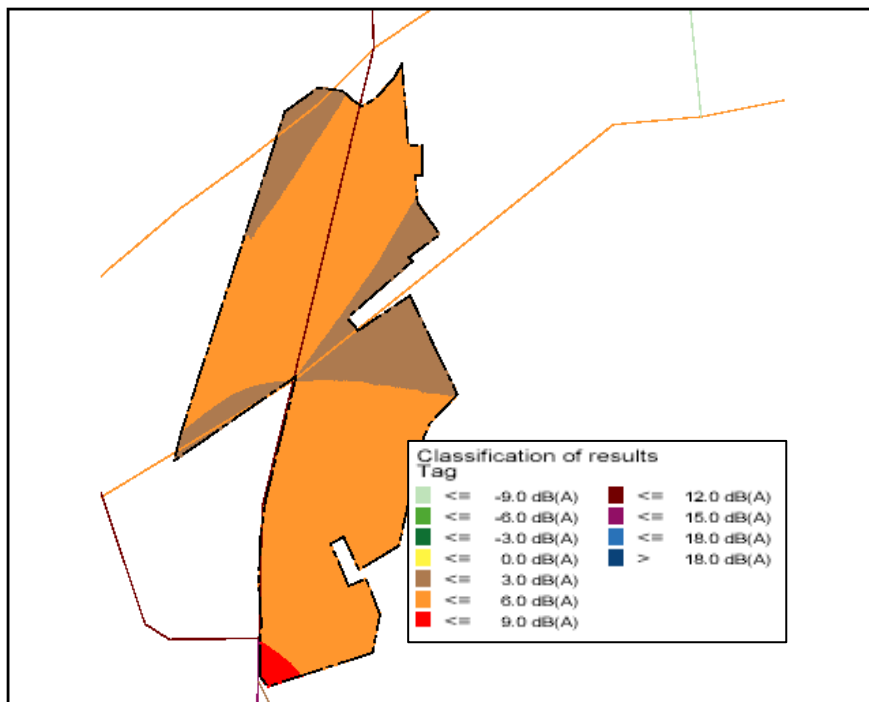 Classification of results
Tag
<= -9.0 dB(A) <= 12.0 dB(A)
<= -6.0 dB(A) <= 15.0 dB(A)
<= -3.0 dB(A) <= 18.0 dB(A)
<= 0.0 dB(A) > 18.0 dB(A)
<= 3.0 dB(A)
<= 6.0 dB(A)
<= 9.0 dB(A)